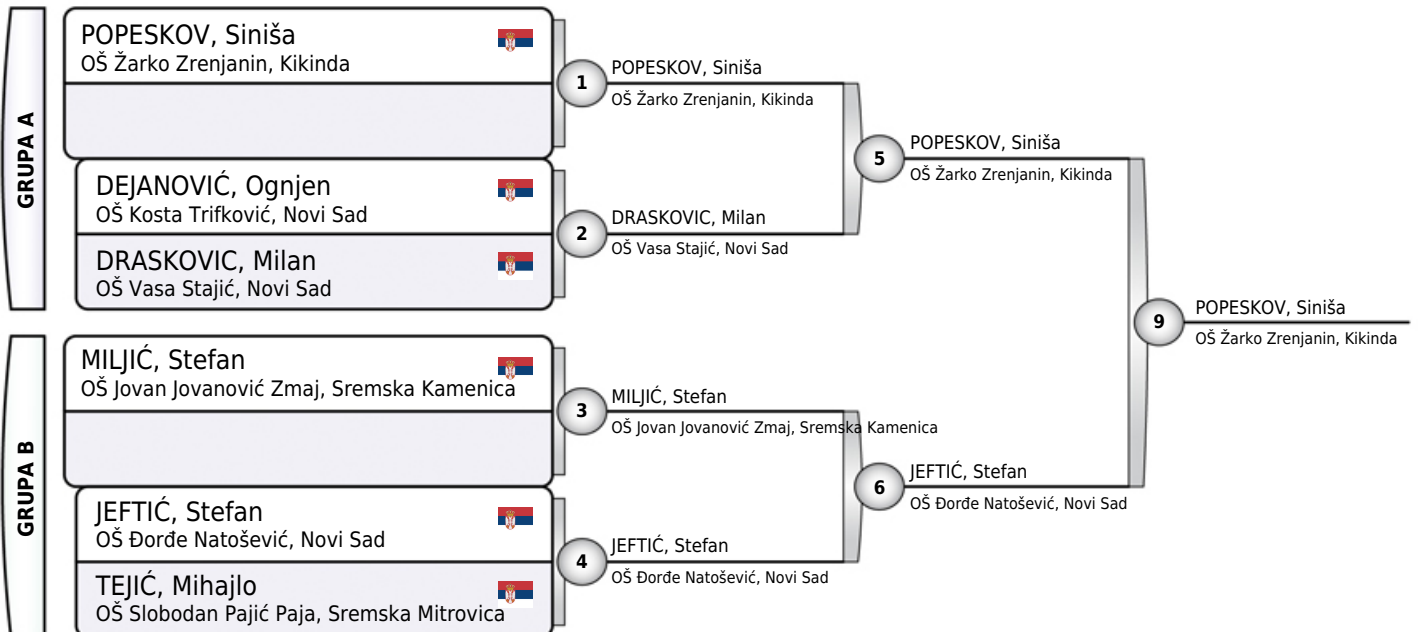 GRUPA A
POPESKOV, Siniša
OŠ Žarko Zrenjanin, Kikinda
DEJANOVIĆ, Ognjen
OŠ Kosta Trifković, Novi Sad
DRASKOVIC, Milan
OŠ Vasa Stajić, Novi Sad
1
POPESKOV, Siniša
OŠ Žarko Zrenjanin, Kikinda
2
DRASKOVIC, Milan
OŠ Vasa Stajić, Novi Sad
5
POPESKOV, Siniša
OŠ Žarko Zrenjanin, Kikinda
GRUPA B
MILJIĆ, Stefan
OŠ Jovan Jovanović Zmaj, Sremska Kamenica
JEFTIĆ, Stefan
OŠ Đorđe Natošević, Novi Sad
TEJIĆ, Mihajlo
OŠ Slobodan Pajić Paja, Sremska Mitrovica
3
MILJIĆ, Stefan
OŠ Jovan Jovanović Zmaj, Sremska Kamenica
4
JEFTIĆ, Stefan
OŠ Đorđe Natošević, Novi Sad
6
JEFTIĆ, Stefan
OŠ Đorđe Natošević, Novi Sad
9
POPESKOV, Siniša
OŠ Žarko Zrenjanin, Kikinda